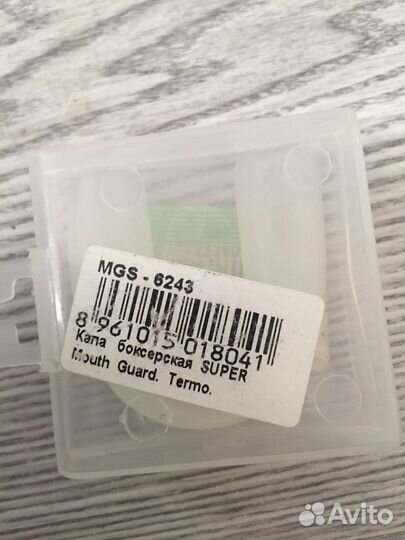 MGS - 6243
8 961015 018041
Капа боксерская SUPER
Mouth Guard. Termo.
Avito